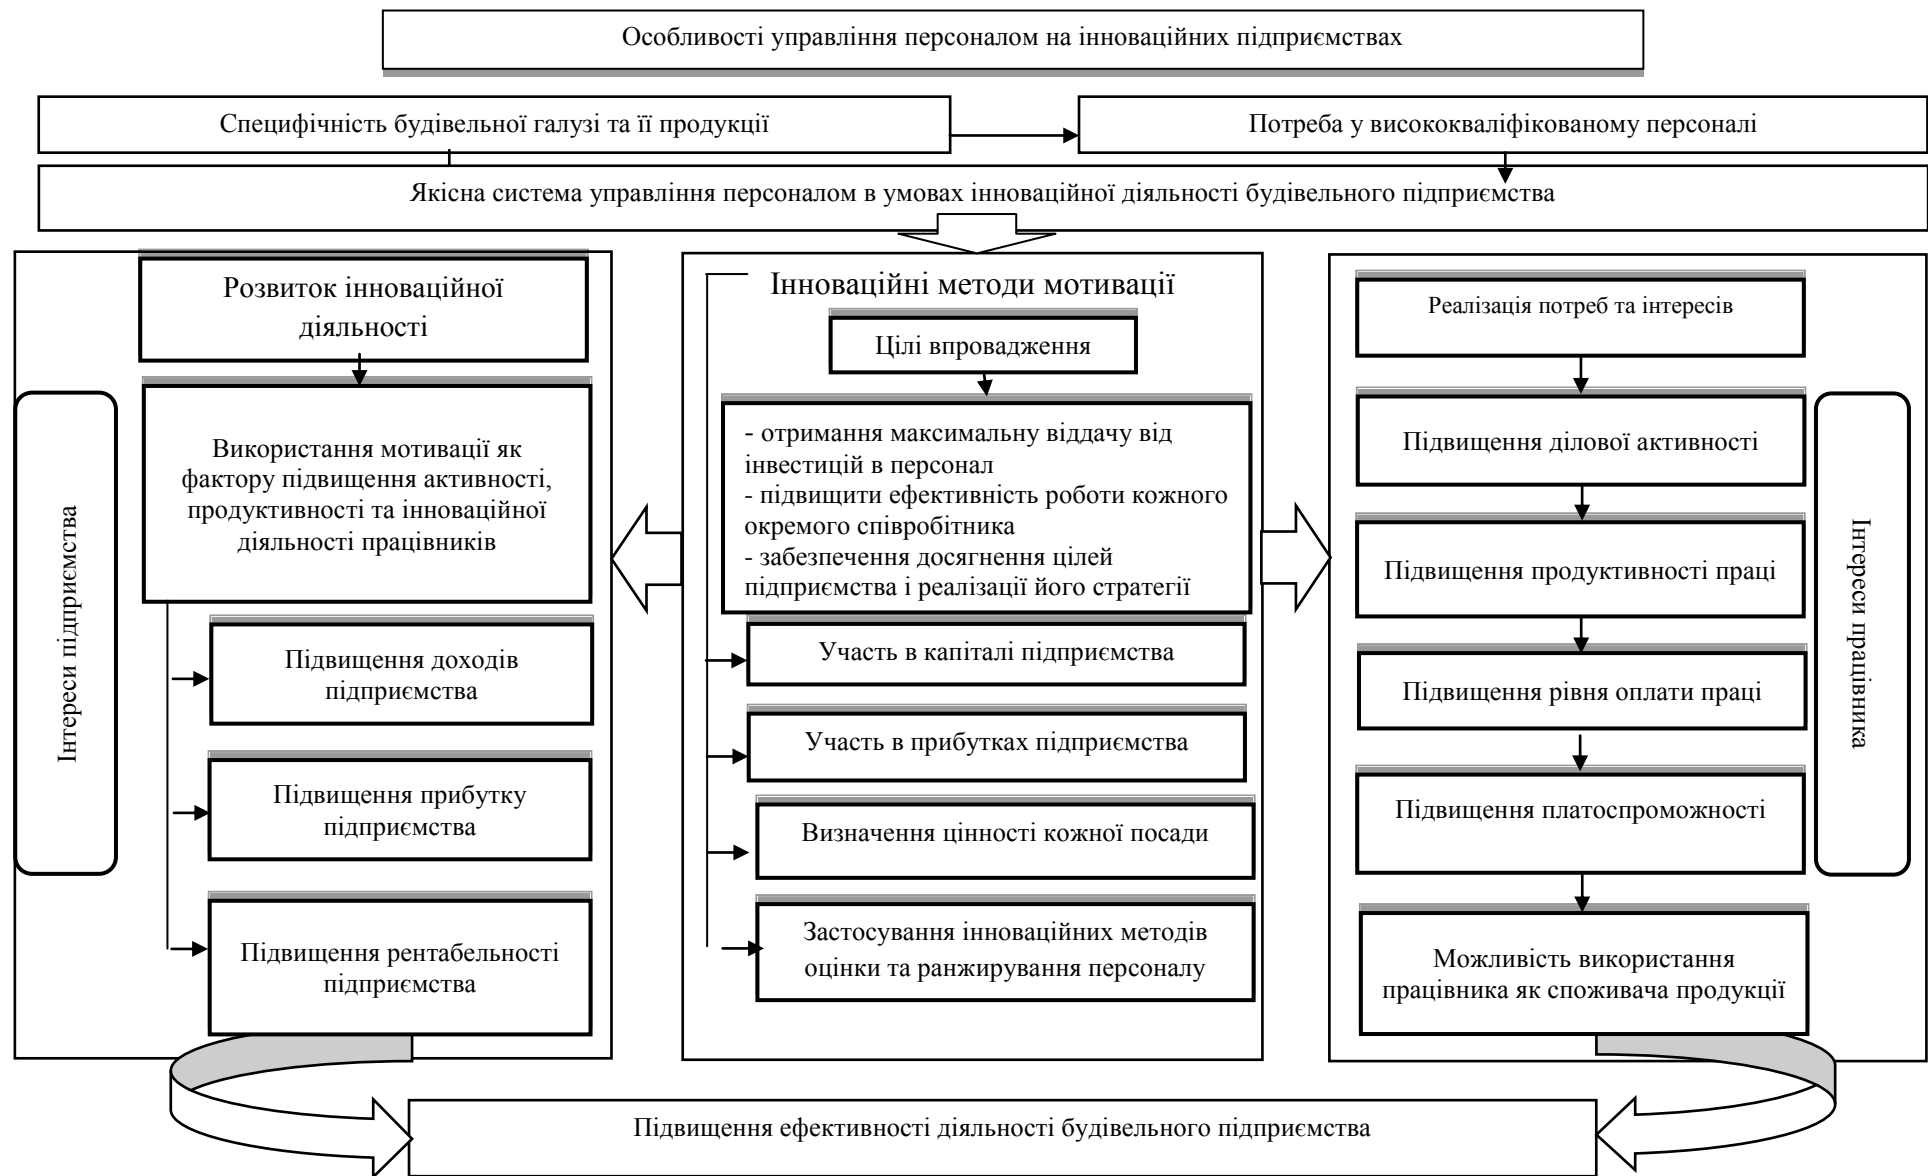 Особливості управління персоналом на інноваційних підприємствах
Специфічність будівельної галузі та її продукції
Потреба у висококваліфікованому персоналі
Якісна система управління персоналом в умовах інноваційної діяльності будівельного підприємства
Інтереси підприємства
Розвиток інноваційної
діяльності
Використання мотивації як
фактору підвищення активності,
продуктивності та інноваційної
діяльності працівників
Підвищення доходів
підприємства
Підвищення прибутку
підприємства
Підвищення рентабельності
підприємства
Інноваційні методи мотивації
Цілі впровадження
- отримання максимальну віддачу від
інвестицій в персонал
- підвищити ефективність роботи кожного
окремого співробітника
- забезпечення досягнення цілей
підприємства і реалізації його стратегії
Участь в капіталі підприємства
Участь в прибутках підприємства
Визначення цінності кожної посади
Застосування інноваційних методів
оцінки та ранжирування персоналу
Реалізація потреб та інтересів
Підвищення ділової активності
Підвищення продуктивності праці
Підвищення рівня оплати праці
Підвищення платоспроможності
Можливість використання
працівника як споживача продукції
Інтереси працівника
Підвищення ефективності діяльності будівельного підприємства